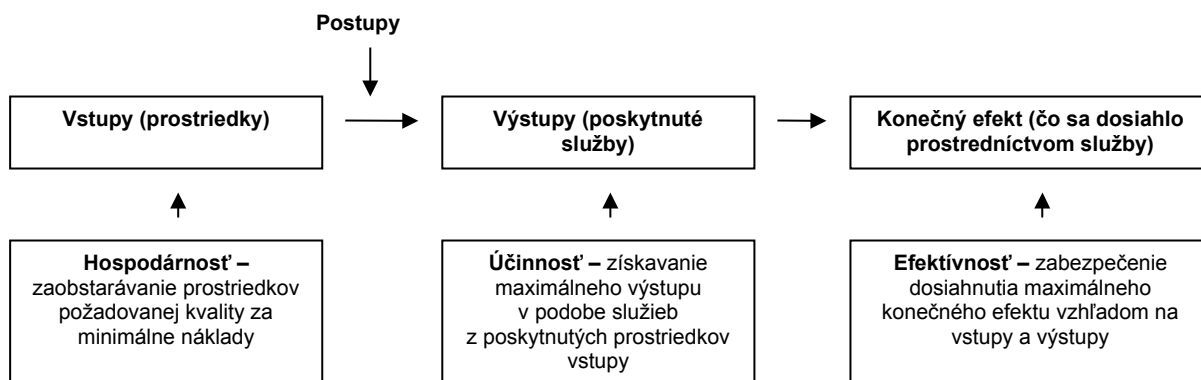 Postupy
Vstupy (prostriedky)
Výstupy (poskytnuté
služby)
Konečný efekt (čo sa dosiahlo
prostredníctvom služby)
Hospodárnosť –
zaobstarávanie prostriedkov
požadovanej kvality za
minimálne náklady
Účinnosť – získavanie
maximálneho výstupu
v podobe služieb
z poskytnutých prostriedkov
vstupy
Efektívnosť – zabezpečenie
dosiahnutia maximálneho
konečného efektu vzhľadom na
vstupy a výstupy